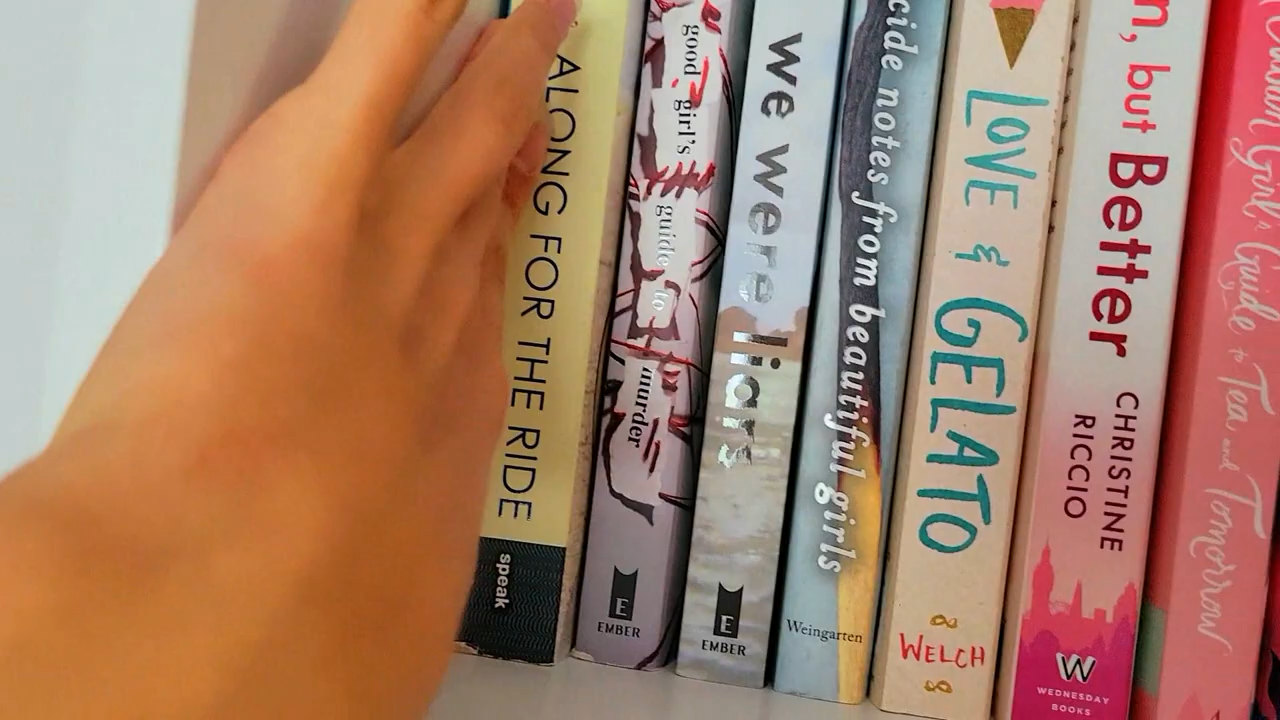 ALONG FOR THE RIDE
speak
good girl's guide to murder
E
EMBER
we were liars
E
EMBER
cide notes from beautiful girls
Weingarten
LOVE & GELATO
WELCH
n, but Better
CHRISTINE
RICCIO
W
WEDNESDAY
BOOKS
Girl's Guide to Tea and Tomorrow